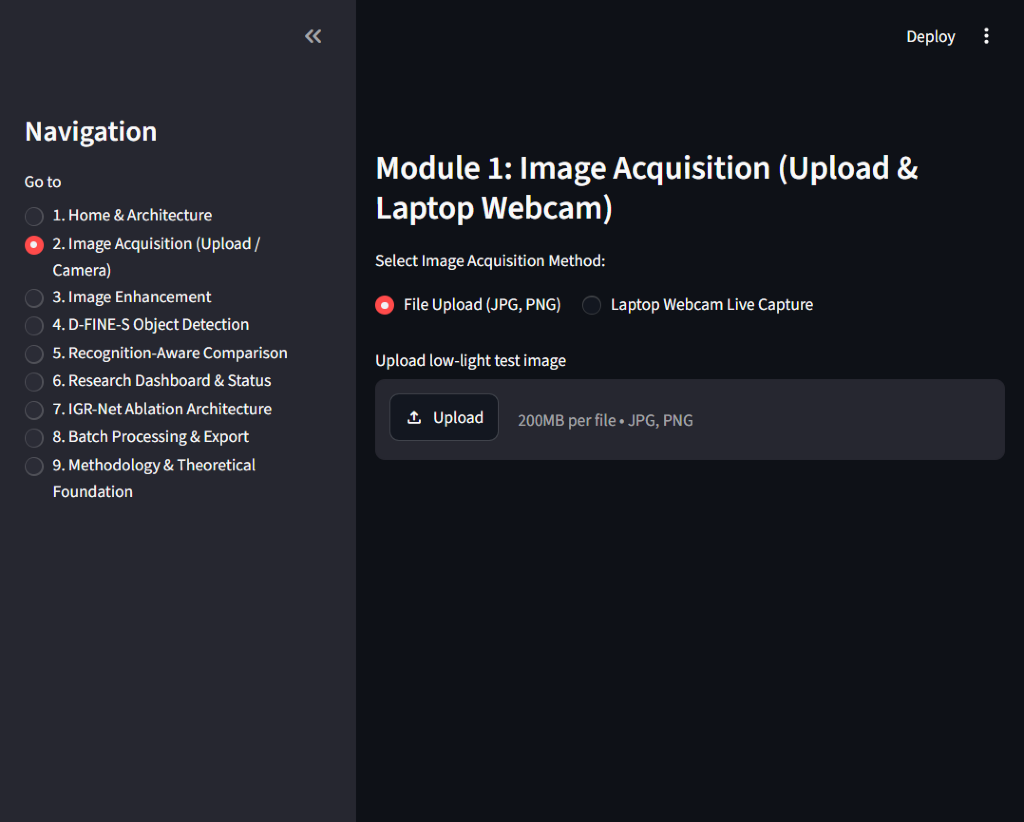 Deploy
Navigation
Go to
1. Home & Architecture
2. Image Acquisition (Upload /
Camera)
3. Image Enhancement
4. D-FINE-S Object Detection
5. Recognition-Aware Comparison
6. Research Dashboard & Status
7. IGR-Net Ablation Architecture
8. Batch Processing & Export
9. Methodology & Theoretical
Foundation
Module 1: Image Acquisition (Upload &
Laptop Webcam)
Select Image Acquisition Method:
File Upload (JPG, PNG) Laptop Webcam Live Capture
Upload low-light test image
Upload 200MB per file • JPG, PNG